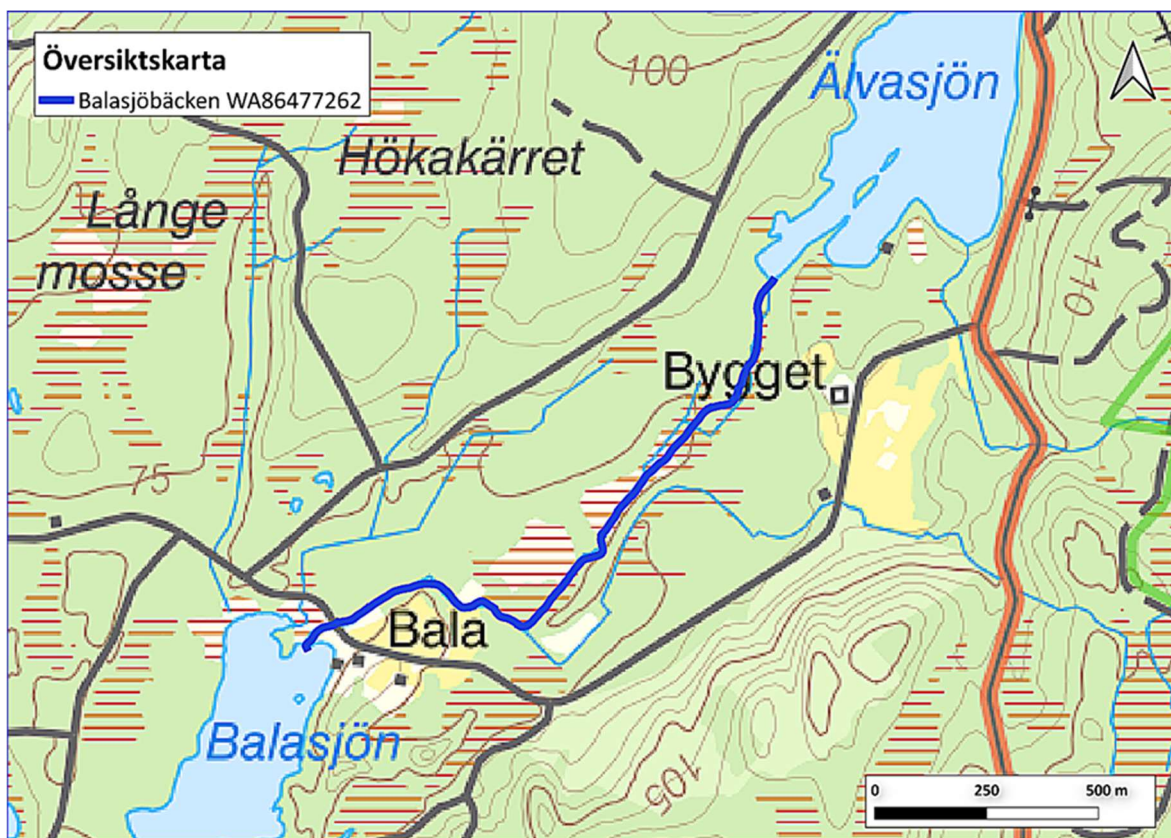 Översiktskarta
Balasjöbäcken WA86477262
100
Älvasjön
Hökakärret
Långe
mosse
110
Bygget
75
Bala
Balasjön
105
0 250 500 m